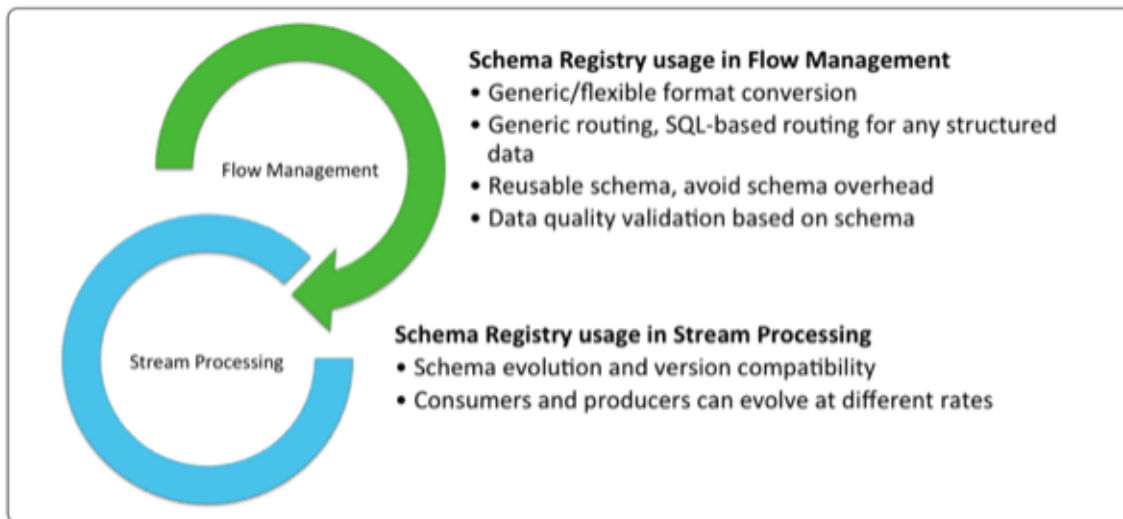 Schema Registry usage in Flow Management
• Generic/flexible format conversion
• Generic routing, SQL-based routing for any structured
data
• Reusable schema, avoid schema overhead
• Data quality validation based on schema
Flow Management
Schema Registry usage in Stream Processing
• Schema evolution and version compatibility
• Consumers and producers can evolve at different rates
Stream Processing